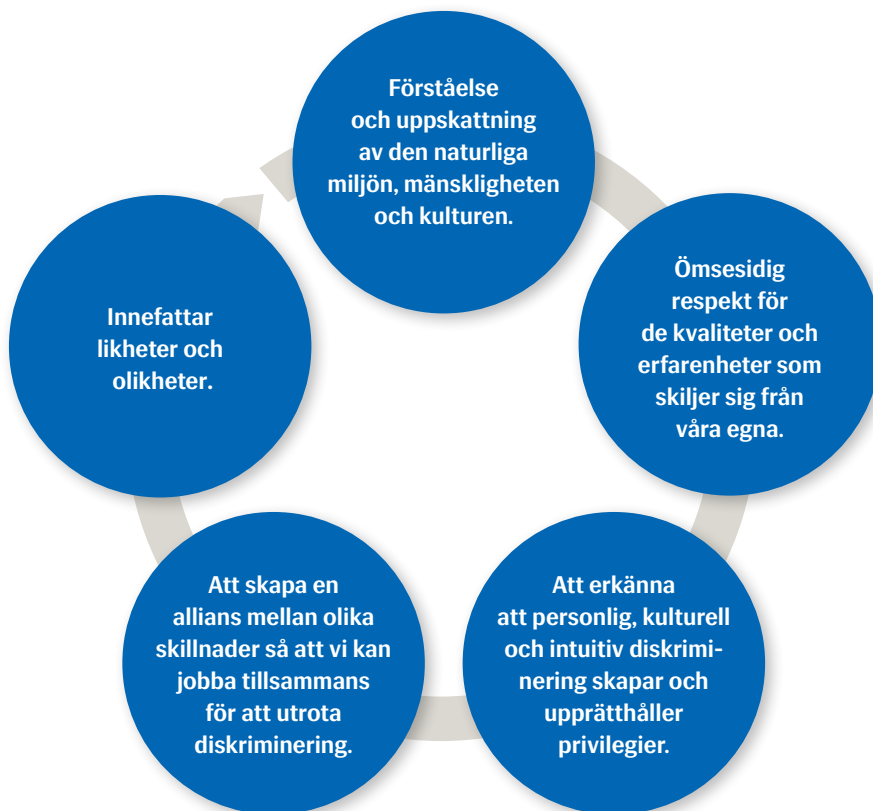 Förståelse
och uppskattning
av den naturliga
miljön, mänskligheten
och kulturen.
Ömsesidig
respekt för
de kvaliteter och
erfarenheter som
skiljer sig från
våra egna.
Att erkänna
att personlig, kulturell
och intuitiv diskrimi-
nering skapar och
upprätthåller
privilegier.
Att skapa en
allians mellan olika
skillnader så att vi kan
jobba tillsammans
för att utrota
diskriminering.
Innefattar
likheter och
olikheter.